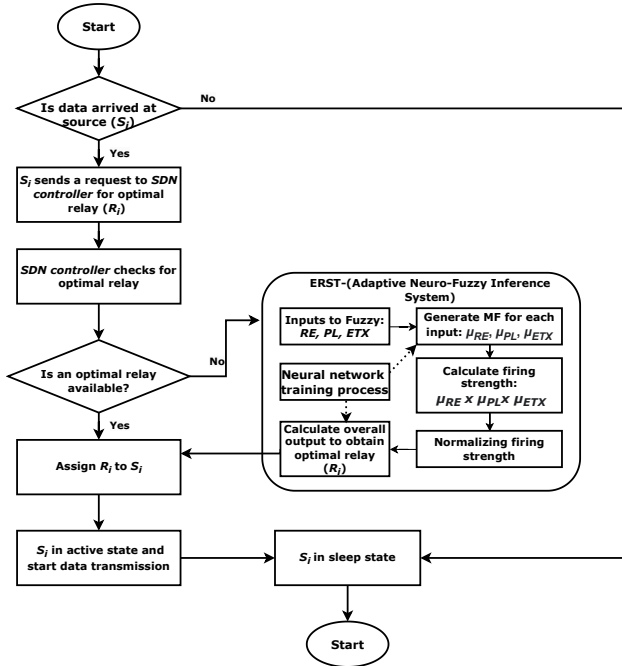 Start
Is data arrived at
source (Si)
No
Yes
Si sends a request to SDN
controller for optimal
relay (Ri)
SDN controller checks for
optimal relay
Is an optimal relay
available?
No
Yes
ERST-(Adaptive Neuro-Fuzzy Inference
System)
Inputs to Fuzzy:
RE, PL, ETX
Generate MF for each
input: μRE, μPL, μETX
Neural network
training process
Calculate firing
strength:
μRE x μPL x μETX
Calculate overall
output to obtain
optimal relay
(Ri)
Normalizing firing
strength
Assign Ri to Si
Si in active state and
start data transmission
Si in sleep state
Start